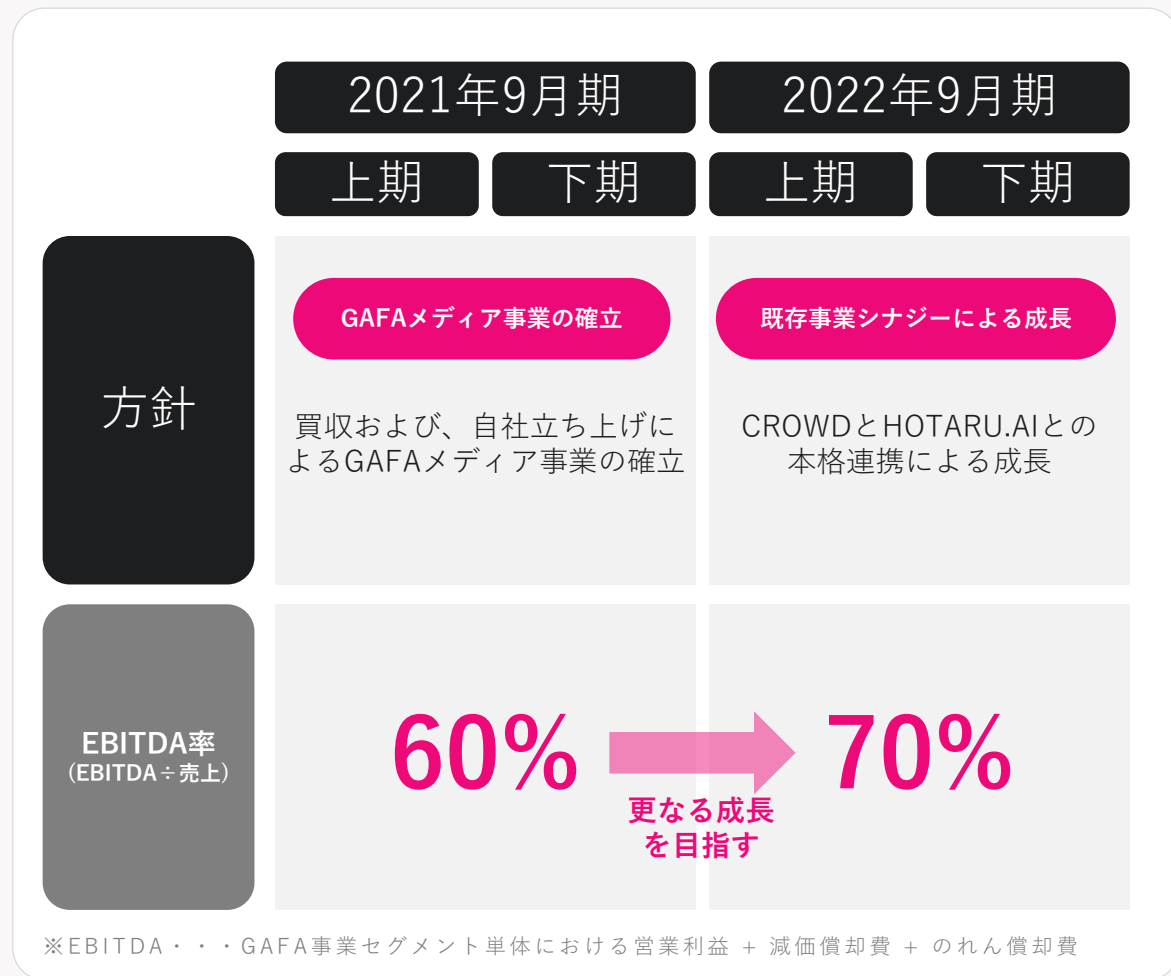 2021年9月期
2022年9月期
上期
下期
上期
下期
方針
GAFAメディア事業の確立
買収および、自社立ち上げに
よるGAFAメディア事業の確立
既存事業シナジーによる成長
CROWDとHOTARU.AIとの
本格連携による成長
EBITDA率
(EBITDA÷売上)
60%
更なる成長
を目指す
70%
※EBITDA・・・GAFA事業セグメント単体における営業利益 + 減価償却費 + のれん償却費